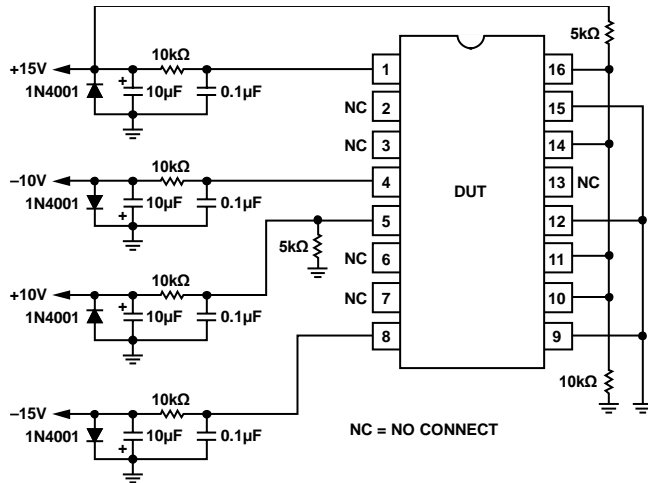 5kΩ
+15V
10kΩ
1N4001
+
10µF
0.1µF
1
16
NC
2
15
NC
3
14
–10V
10kΩ
1N4001
+
10µF
0.1µF
4
13
NC
DUT
5kΩ
5
12
NC
6
11
+10V
10kΩ
1N4001
+
10µF
0.1µF
NC
7
10
8
9
10kΩ
–15V
10kΩ
1N4001
+
10µF
0.1µF
NC = NO CONNECT